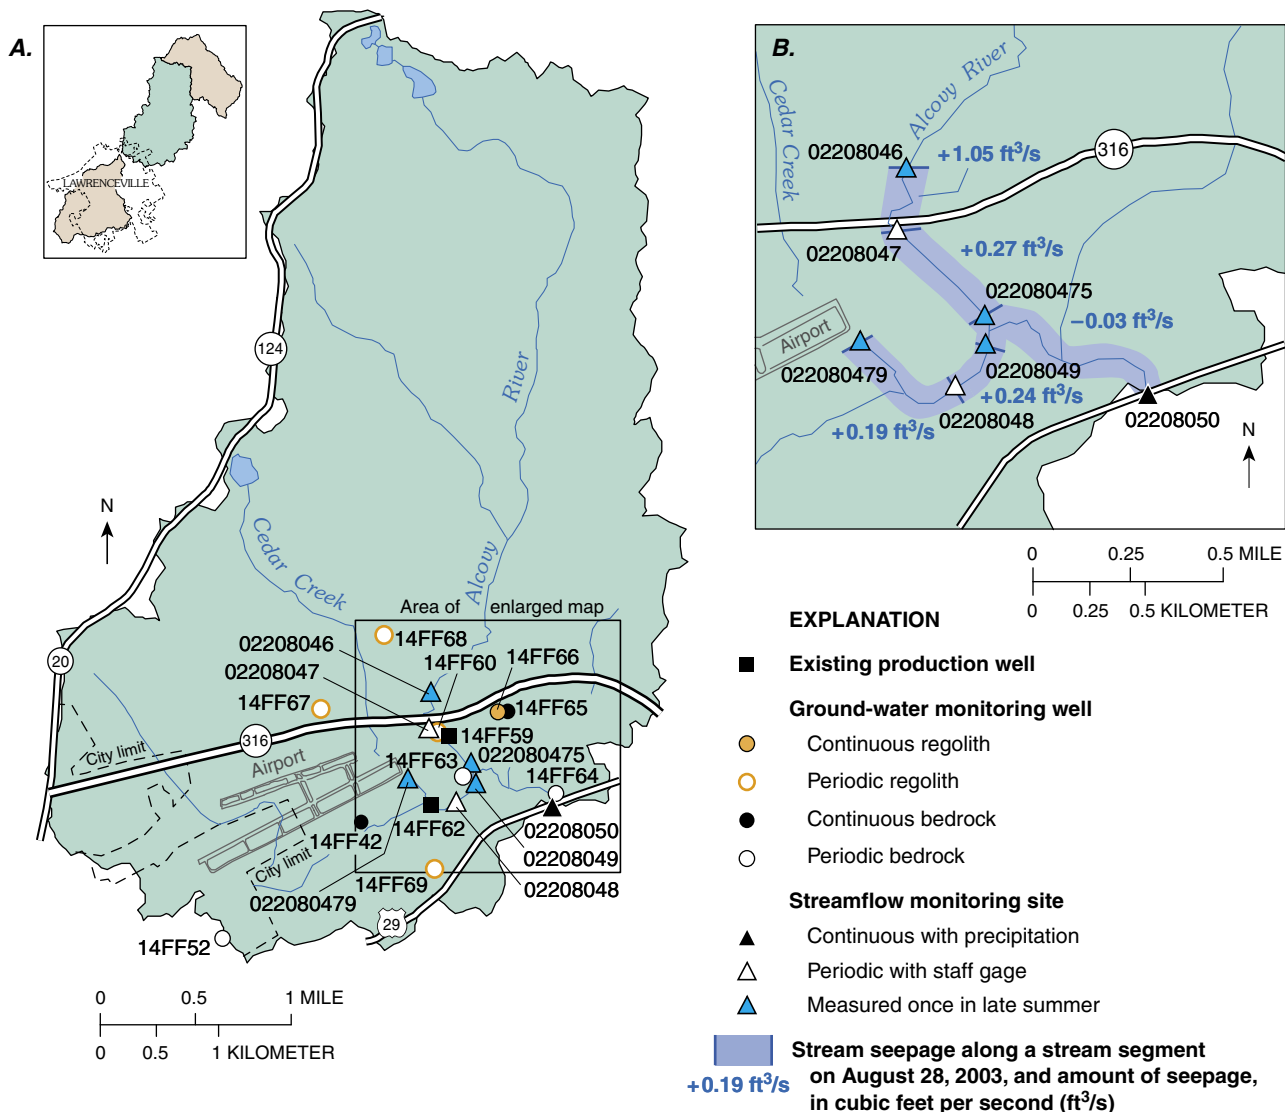 A.
LAWRENCEVILLE
124
River
N
Cedar Creek
Alcovy
Area of enlarged map
02208046
14FF68
02208047
14FF60
14FF66
20
14FF67
14FF65
316
City limit
14FF59
Airport
14FF63
022080475
14FF64
14FF62
02208050
14FF42
02208049
City limit
14FF69
02208048
022080479
29
14FF52
0 0.5 1 MILE
0 0.5 1 KILOMETER
B.
Cedar Creek
Alcovy River
02208046
+1.05 ft³/s
316
02208047
+0.27 ft³/s
022080475
−0.03 ft³/s
Airport
022080479
02208049
+0.24 ft³/s
+0.19 ft³/s
02208048
02208050
N
0 0.25 0.5 MILE
0 0.25 0.5 KILOMETER
EXPLANATION
Existing production well
Ground-water monitoring well
Continuous regolith
Periodic regolith
Continuous bedrock
Periodic bedrock
Streamflow monitoring site
Continuous with precipitation
Periodic with staff gage
Measured once in late summer
Stream seepage along a stream segment
on August 28, 2003, and amount of seepage,
+0.19 ft³/s
in cubic feet per second (ft³/s)